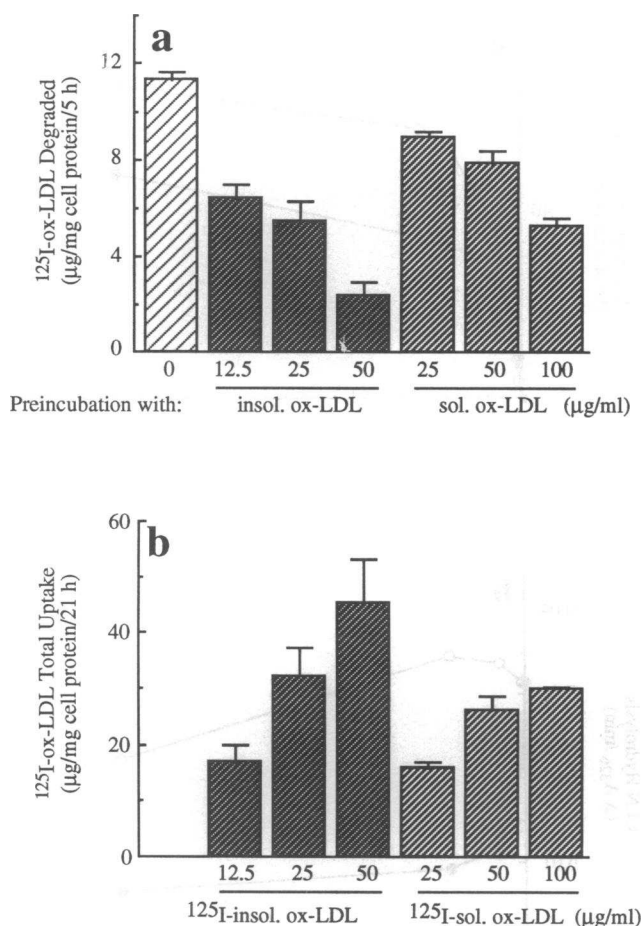 a
12
8
4
0
¹²⁵I-ox-LDL Degraded
(μg/mg cell protein/5 h)
0 12.5 25 50 25 50 100
Preincubation with: insol. ox-LDL sol. ox-LDL (μg/ml)
b
60
40
20
0
¹²⁵I-ox-LDL Total Uptake
(μg/mg cell protein/21 h)
12.5 25 50 25 50 100
¹²⁵I-insol. ox-LDL ¹²⁵I-sol. ox-LDL (μg/ml)